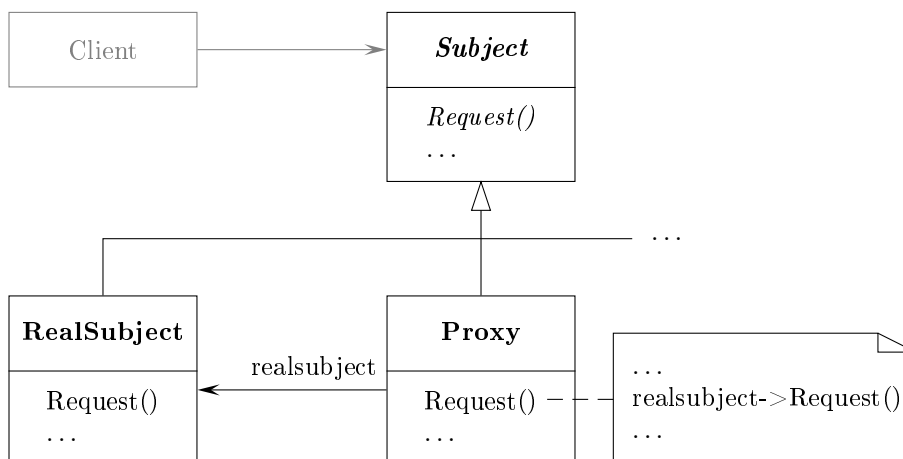 Client
Subject
Request()
...
...
RealSubject
Request()
...
realsubject
Proxy
Request()
...
...
realsubject->Request()
...